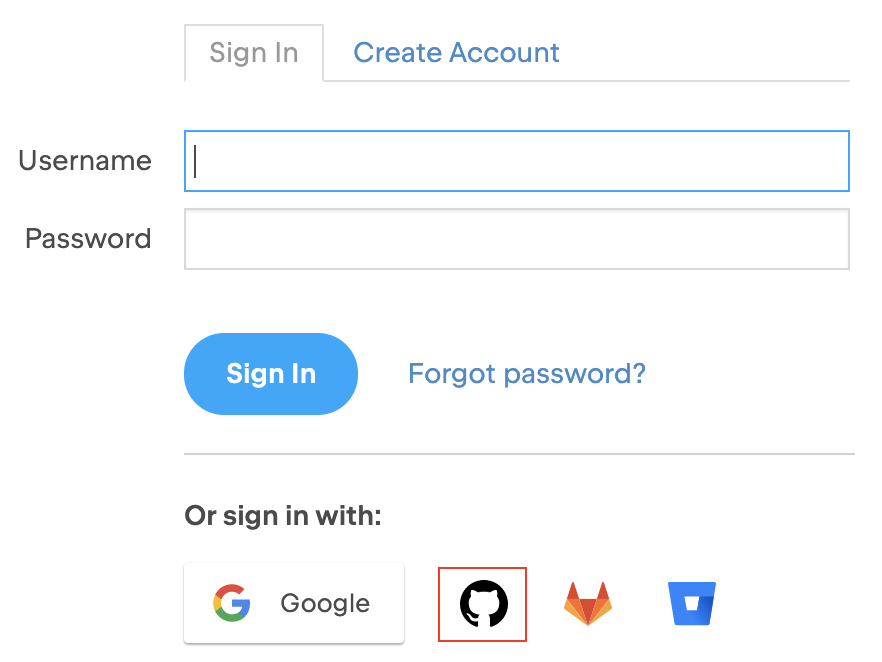 Sign In
Create Account
Username
Password
Sign In
Forgot password?
Or sign in with:
Google